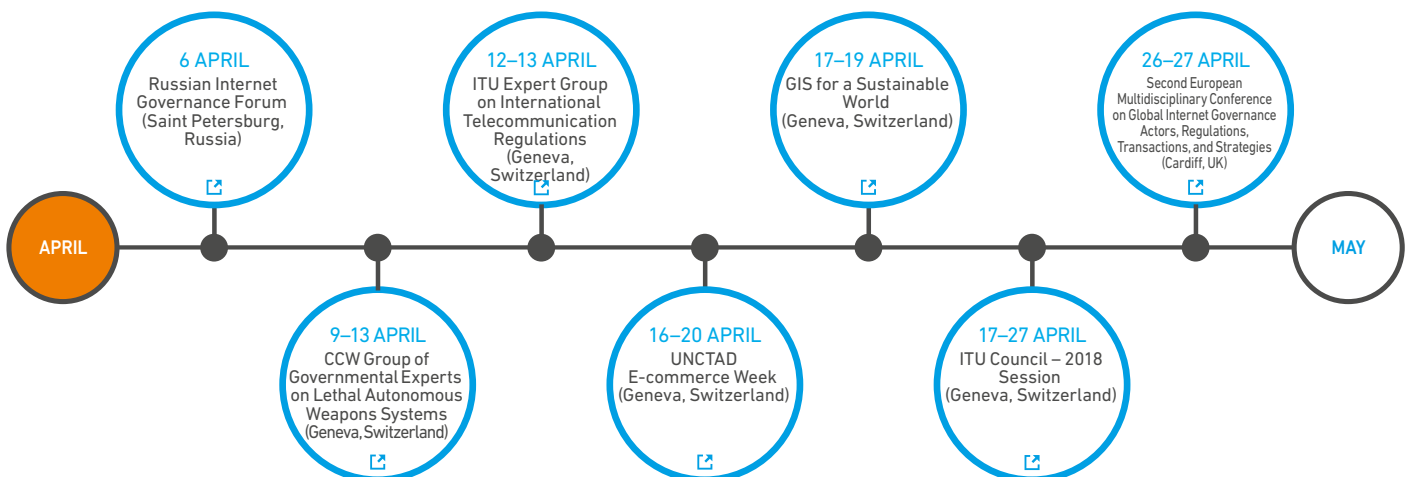 APRIL
6 APRIL
Russian Internet
Governance Forum
(Saint Petersburg,
Russia)
9–13 APRIL
CCW Group of
Governmental Experts
on Lethal Autonomous
Weapons Systems
(Geneva, Switzerland)
12–13 APRIL
ITU Expert Group
on International
Telecommunication
Regulations
(Geneva,
Switzerland)
16–20 APRIL
UNCTAD
E-commerce Week
(Geneva, Switzerland)
17–19 APRIL
GIS for a Sustainable
World
(Geneva, Switzerland)
17–27 APRIL
ITU Council – 2018
Session
(Geneva, Switzerland)
26–27 APRIL
Second European
Multidisciplinary Conference
on Global Internet Governance
Actors, Regulations,
Transactions, and Strategies
(Cardiff, UK)
MAY